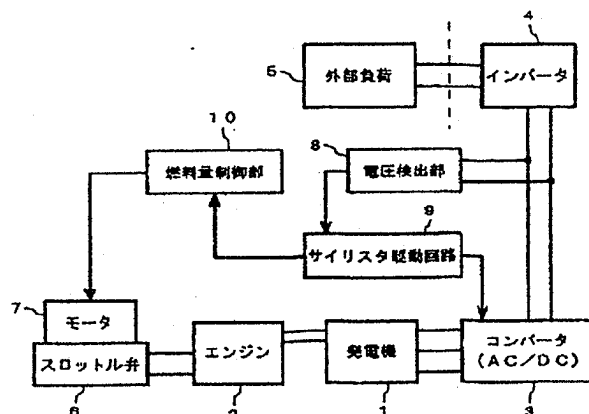 4
5
外部負荷
インバータ
10
8
燃料量制御部
電圧検出部
9
サイリスタ駆動回路
7
モータ
スロットル弁
エンジン
発電機
コンバータ
(AC/DC)
6
2
1
3